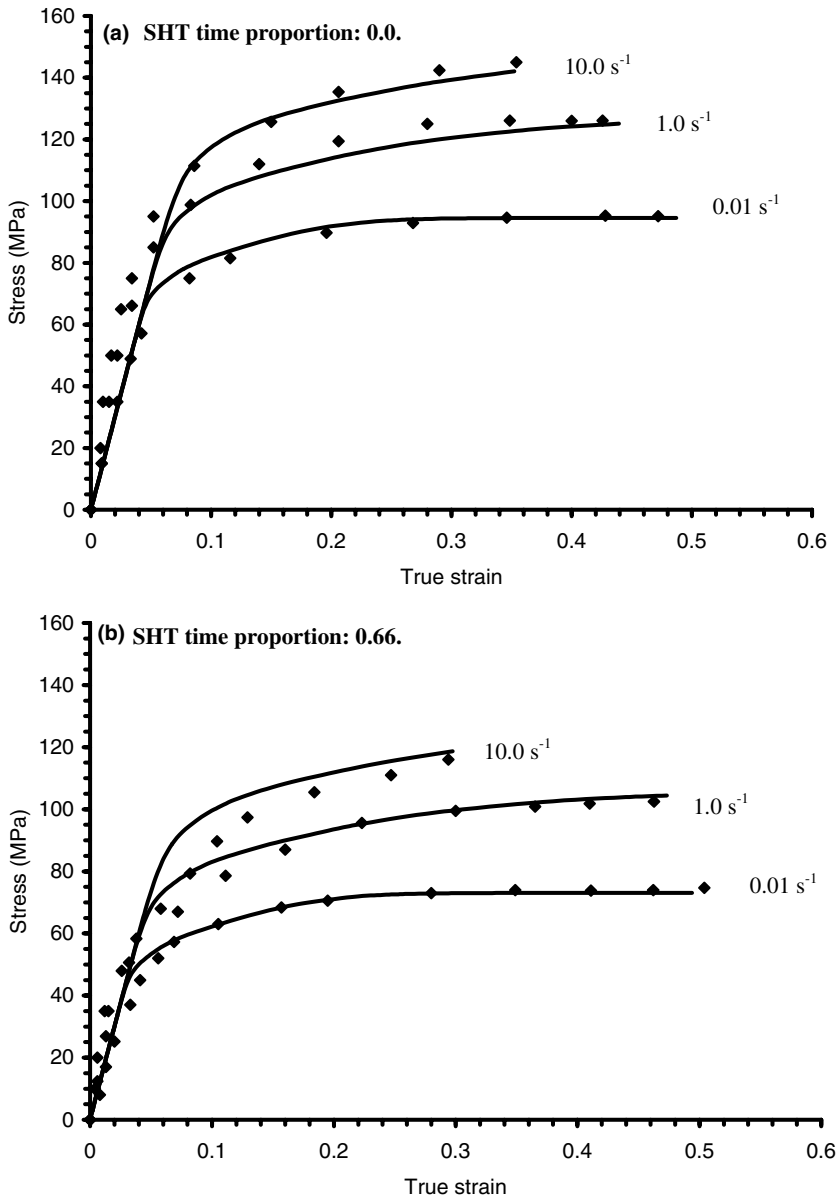 (a) SHT time proportion: 0.0.
160
140
120
100
80
60
40
20
0
Stress (MPa)
10.0 s-1
1.0 s-1
0.01 s-1
0 0.1 0.2 0.3 0.4 0.5 0.6
True strain
(b) SHT time proportion: 0.66.
160
140
120
100
80
60
40
20
0
Stress (MPa)
10.0 s-1
1.0 s-1
0.01 s-1
0 0.1 0.2 0.3 0.4 0.5 0.6
True strain